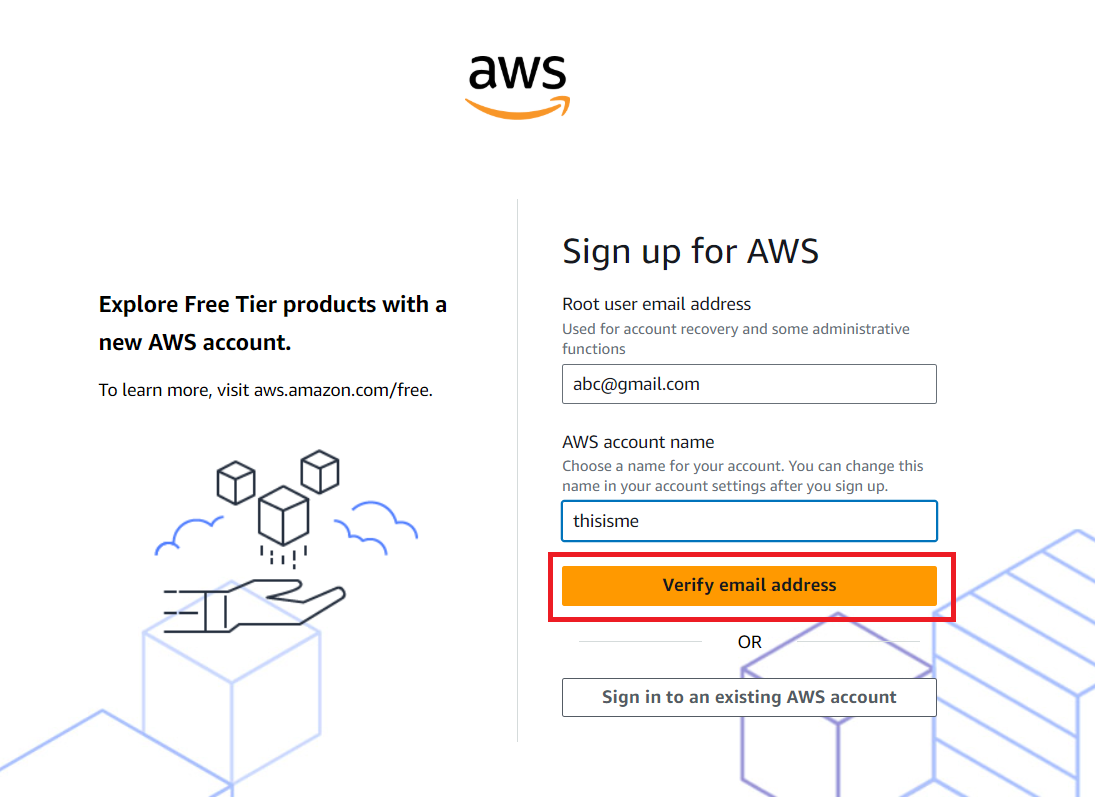 aws
Explore Free Tier products with a
new AWS account.
To learn more, visit aws.amazon.com/free.
Sign up for AWS
Root user email address
Used for account recovery and some administrative
functions
abc@gmail.com
AWS account name
Choose a name for your account. You can change this
name in your account settings after you sign up.
thisisme
Verify email address
OR
Sign in to an existing AWS account